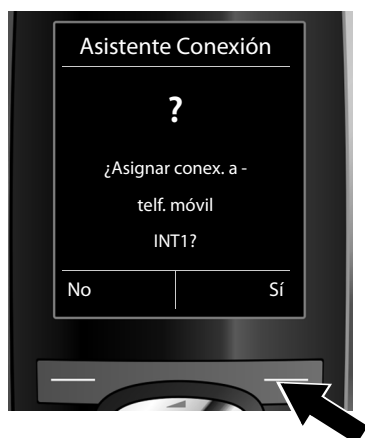 Asistente Conexión
?
¿Asignar conex. a -
telf. móvil
INT1?
No Sí